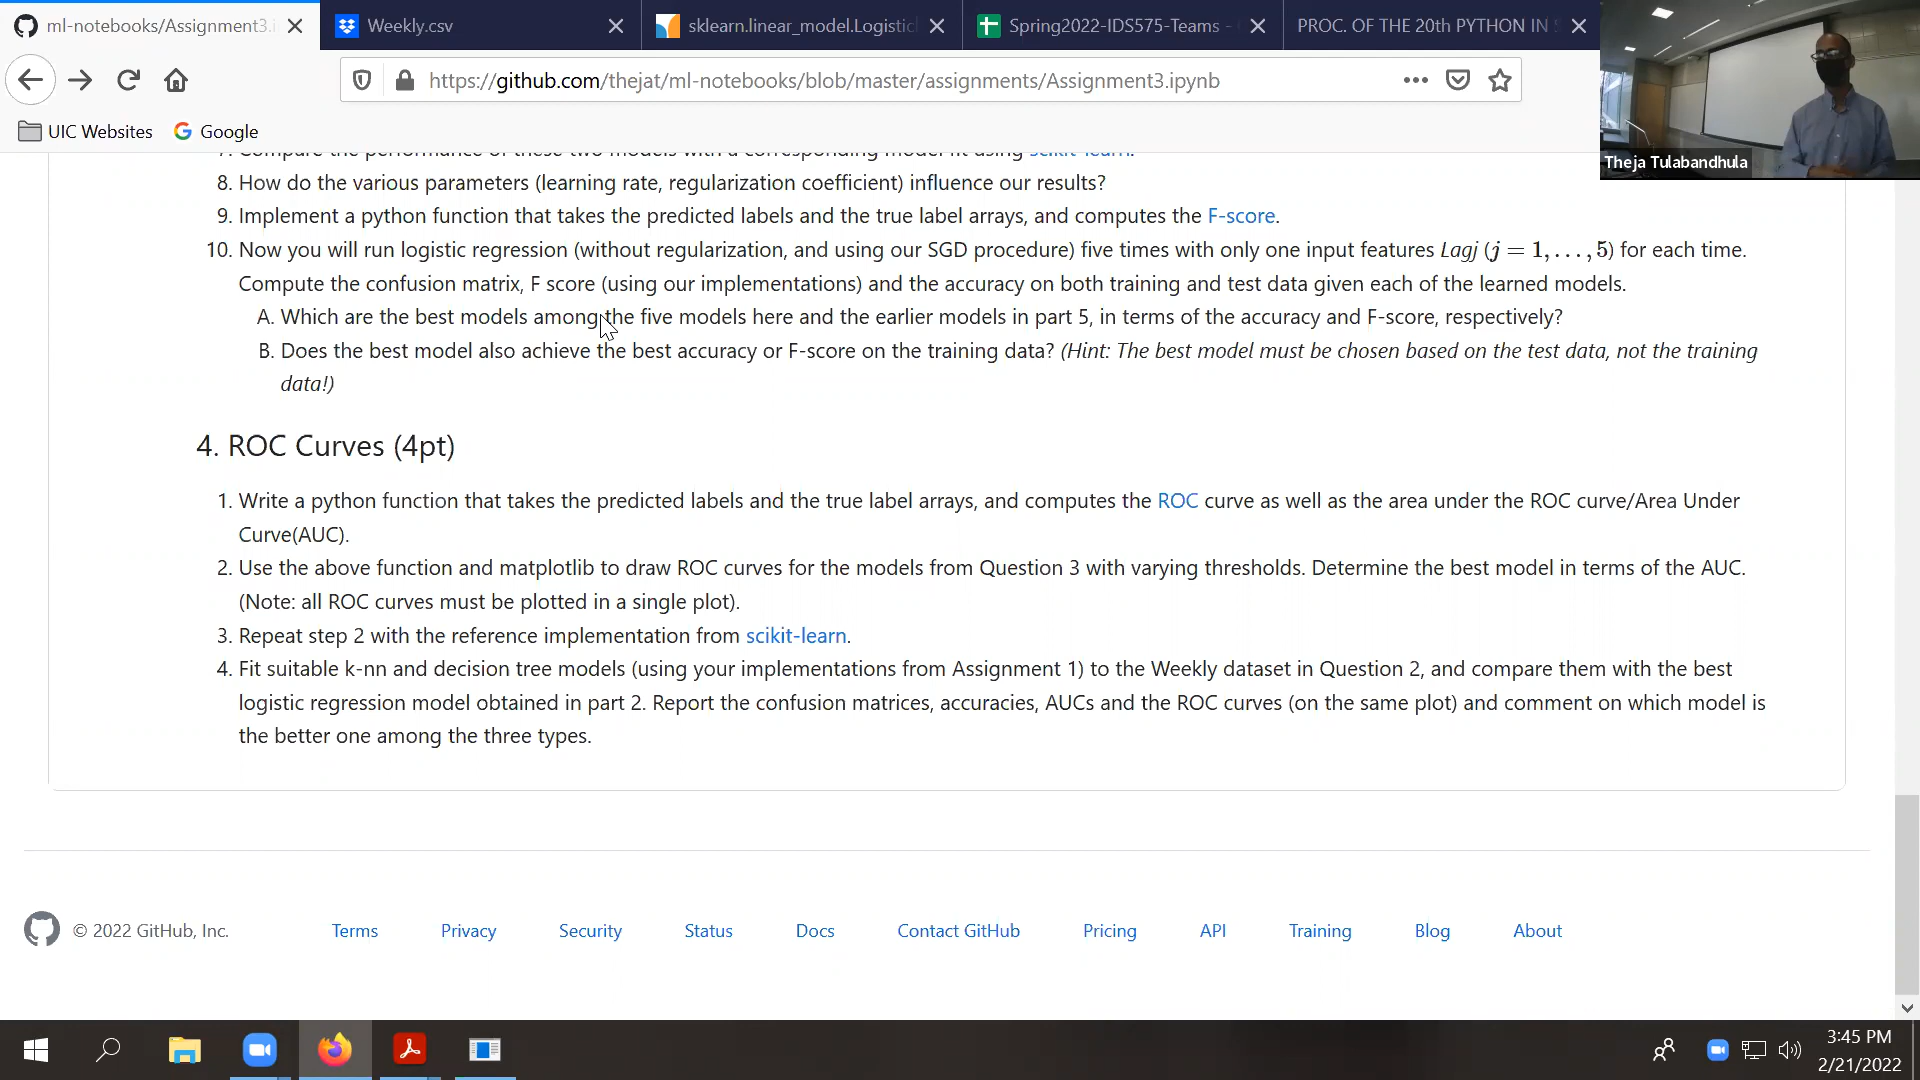 ml-notebooks/Assignment3.i
Weekly.csv
sklearn.linear_model.Logistic
Spring2022-IDS575-Teams -
PROC. OF THE 20th PYTHON IN
https://github.com/thejat/ml-notebooks/blob/master/assignments/Assignment3.ipynb
UIC Websites
Google
Theja Tulabandhula
7. Compare the performance of these two models with a corresponding model fit using scikit-learn.
8. How do the various parameters (learning rate, regularization coefficient) influence our results?
9. Implement a python function that takes the predicted labels and the true label arrays, and computes the F-score.
10. Now you will run logistic regression (without regularization, and using our SGD procedure) five times with only one input features Lagj (j = 1, . . . , 5) for each time.
Compute the confusion matrix, F score (using our implementations) and the accuracy on both training and test data given each of the learned models.
A. Which are the best models among the five models here and the earlier models in part 5, in terms of the accuracy and F-score, respectively?
B. Does the best model also achieve the best accuracy or F-score on the training data? (Hint: The best model must be chosen based on the test data, not the training
data!)
4. ROC Curves (4pt)
1. Write a python function that takes the predicted labels and the true label arrays, and computes the ROC curve as well as the area under the ROC curve/Area Under
Curve(AUC).
2. Use the above function and matplotlib to draw ROC curves for the models from Question 3 with varying thresholds. Determine the best model in terms of the AUC.
(Note: all ROC curves must be plotted in a single plot).
3. Repeat step 2 with the reference implementation from scikit-learn.
4. Fit suitable k-nn and decision tree models (using your implementations from Assignment 1) to the Weekly dataset in Question 2, and compare them with the best
logistic regression model obtained in part 2. Report the confusion matrices, accuracies, AUCs and the ROC curves (on the same plot) and comment on which model is
the better one among the three types.
© 2022 GitHub, Inc.
Terms
Privacy
Security
Status
Docs
Contact GitHub
Pricing
API
Training
Blog
About
3:45 PM
2/21/2022